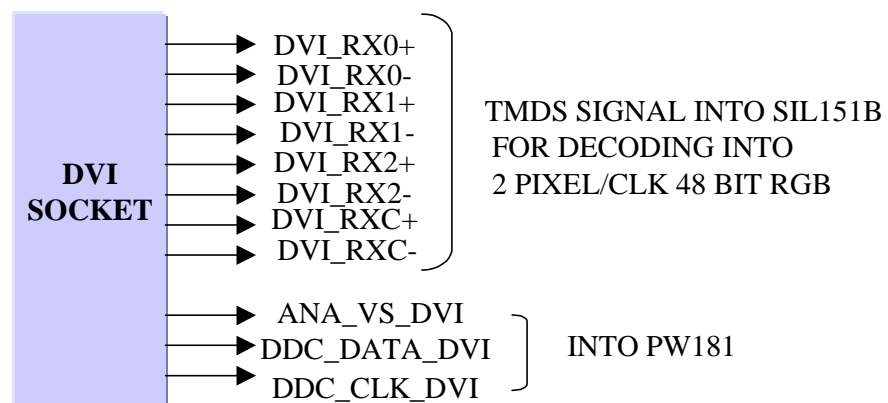 DVI
SOCKET
DVI_RX0+
DVI_RX0-
DVI_RX1+
DVI_RX1-
DVI_RX2+
DVI_RX2-
DVI_RXC+
DVI_RXC-
TMDS SIGNAL INTO SIL151B
FOR DECODING INTO
2 PIXEL/CLK 48 BIT RGB
ANA_VS_DVI
DDC_DATA_DVI
DDC_CLK_DVI
INTO PW181